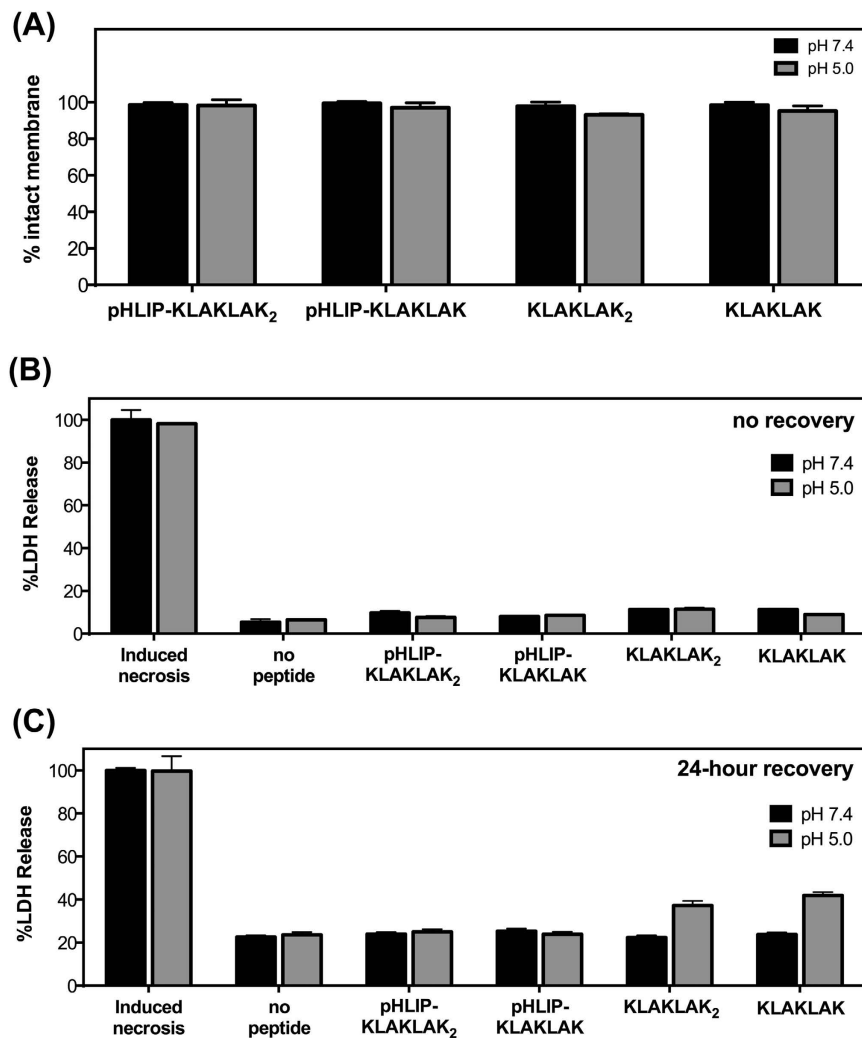 (A)
pH 7.4
pH 5.0
% intact membrane
100
80
60
40
20
0
pHLIP-KLAKLAK₂ pHLIP-KLAKLAK KLAKLAK₂ KLAKLAK
(B)
no recovery
pH 7.4
pH 5.0
%LDH Release
100
80
60
40
20
0
Induced necrosis
no peptide
pHLIP-KLAKLAK₂
pHLIP-KLAKLAK
KLAKLAK₂
KLAKLAK
(C)
24-hour recovery
pH 7.4
pH 5.0
%LDH Release
100
80
60
40
20
0
Induced necrosis
no peptide
pHLIP-KLAKLAK₂
pHLIP-KLAKLAK
KLAKLAK₂
KLAKLAK